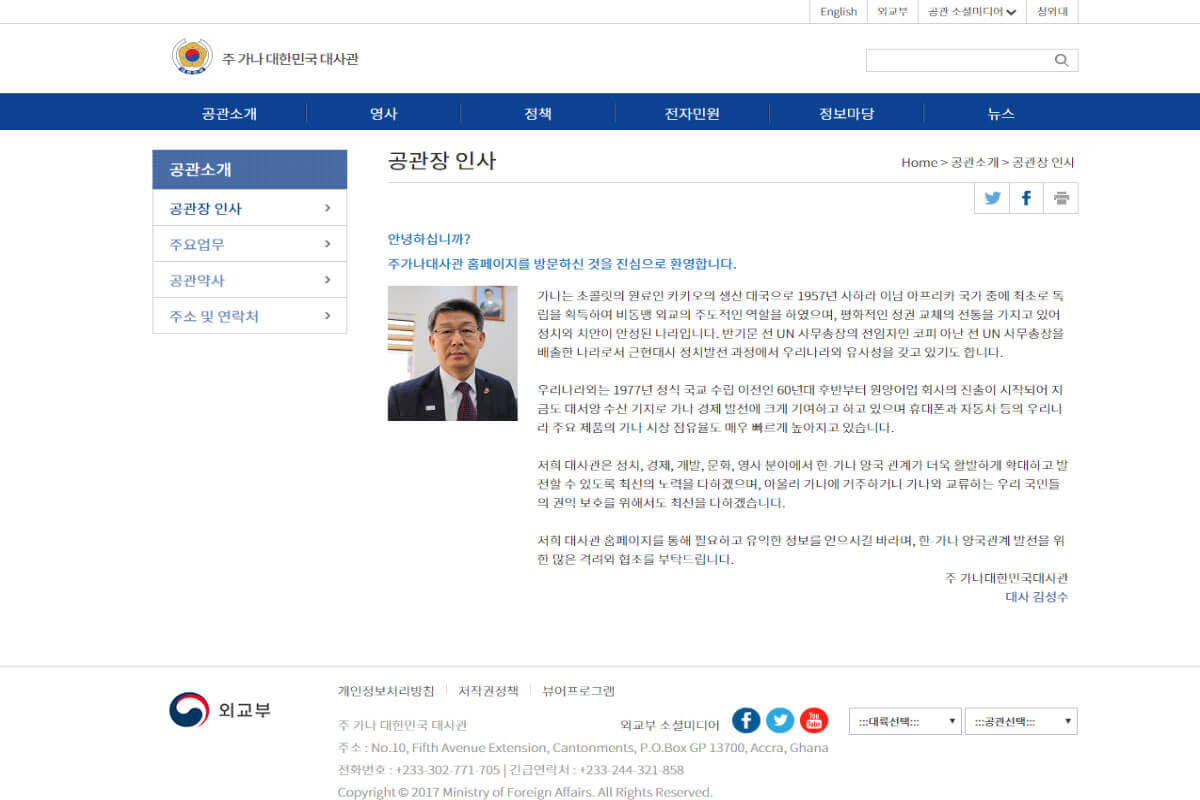 English
외교부
공관 소셜미디어
청와대
주 가나 대한민국 대사관
공관소개
영사
정책
전자민원
정보마당
뉴스
공관소개
공관장 인사
주요업무
공관약사
주소 및 연락처
공관장 인사
Home > 공관소개 > 공관장 인사
안녕하십니까?
주가나대사관 홈페이지를 방문하신 것을 진심으로 환영합니다.
가나는 초콜릿의 원료인 카카오의 생산 대국으로 1957년 사하라 이남 아프리카 국가 중에 최초로 독
립을 획득하여 비동맹 외교의 주도적인 역할을 하였으며, 평화적인 정권 교체의 전통을 가지고 있어
정치와 치안이 안정된 나라입니다. 반기문 전 UN 사무총장의 전임자인 코피 아난 전 UN 사무총장을
배출한 나라로서 근현대사 정치발전 과정에서 우리나라와 유사성을 갖고 있기도 합니다.
우리나라와는 1977년 정식 국교 수립 이전인 60년대 후반부터 원양어업 회사의 진출이 시작되어 지
금도 대서양 수산 기지로 가나 경제 발전에 크게 기여하고 하고 있으며 휴대폰과 자동차 등의 우리나
라 주요 제품의 가나 시장 점유율도 매우 빠르게 높아지고 있습니다.
저희 대사관은 정치, 경제, 개발, 문화, 영사 분야에서 한-가나 양국 관계가 더욱 활발하게 확대하고 발
전할 수 있도록 최선의 노력을 다하겠으며, 아울러 가나에 거주하거나 가나와 교류하는 우리 국민들
의 권익 보호를 위해서도 최선을 다하겠습니다.
저희 대사관 홈페이지를 통해 필요하고 유익한 정보를 얻으시길 바라며, 한-가나 양국관계 발전을 위
한 많은 격려와 협조를 부탁드립니다.
주 가나대한민국대사관
대사 김성수
외교부
개인정보처리방침
저작권정책
뷰어프로그램
주 가나 대한민국 대사관
외교부 소셜미디어
You Tube
:::대륙선택:::
:::공관선택:::
주소 : No.10, Fifth Avenue Extension, Cantonments, P.O.Box GP 13700, Accra, Ghana
전화번호 : +233-302-771-705 | 긴급연락처 : +233-244-321-858
Copyright © 2017 Ministry of Foreign Affairs. All Rights Reserved.